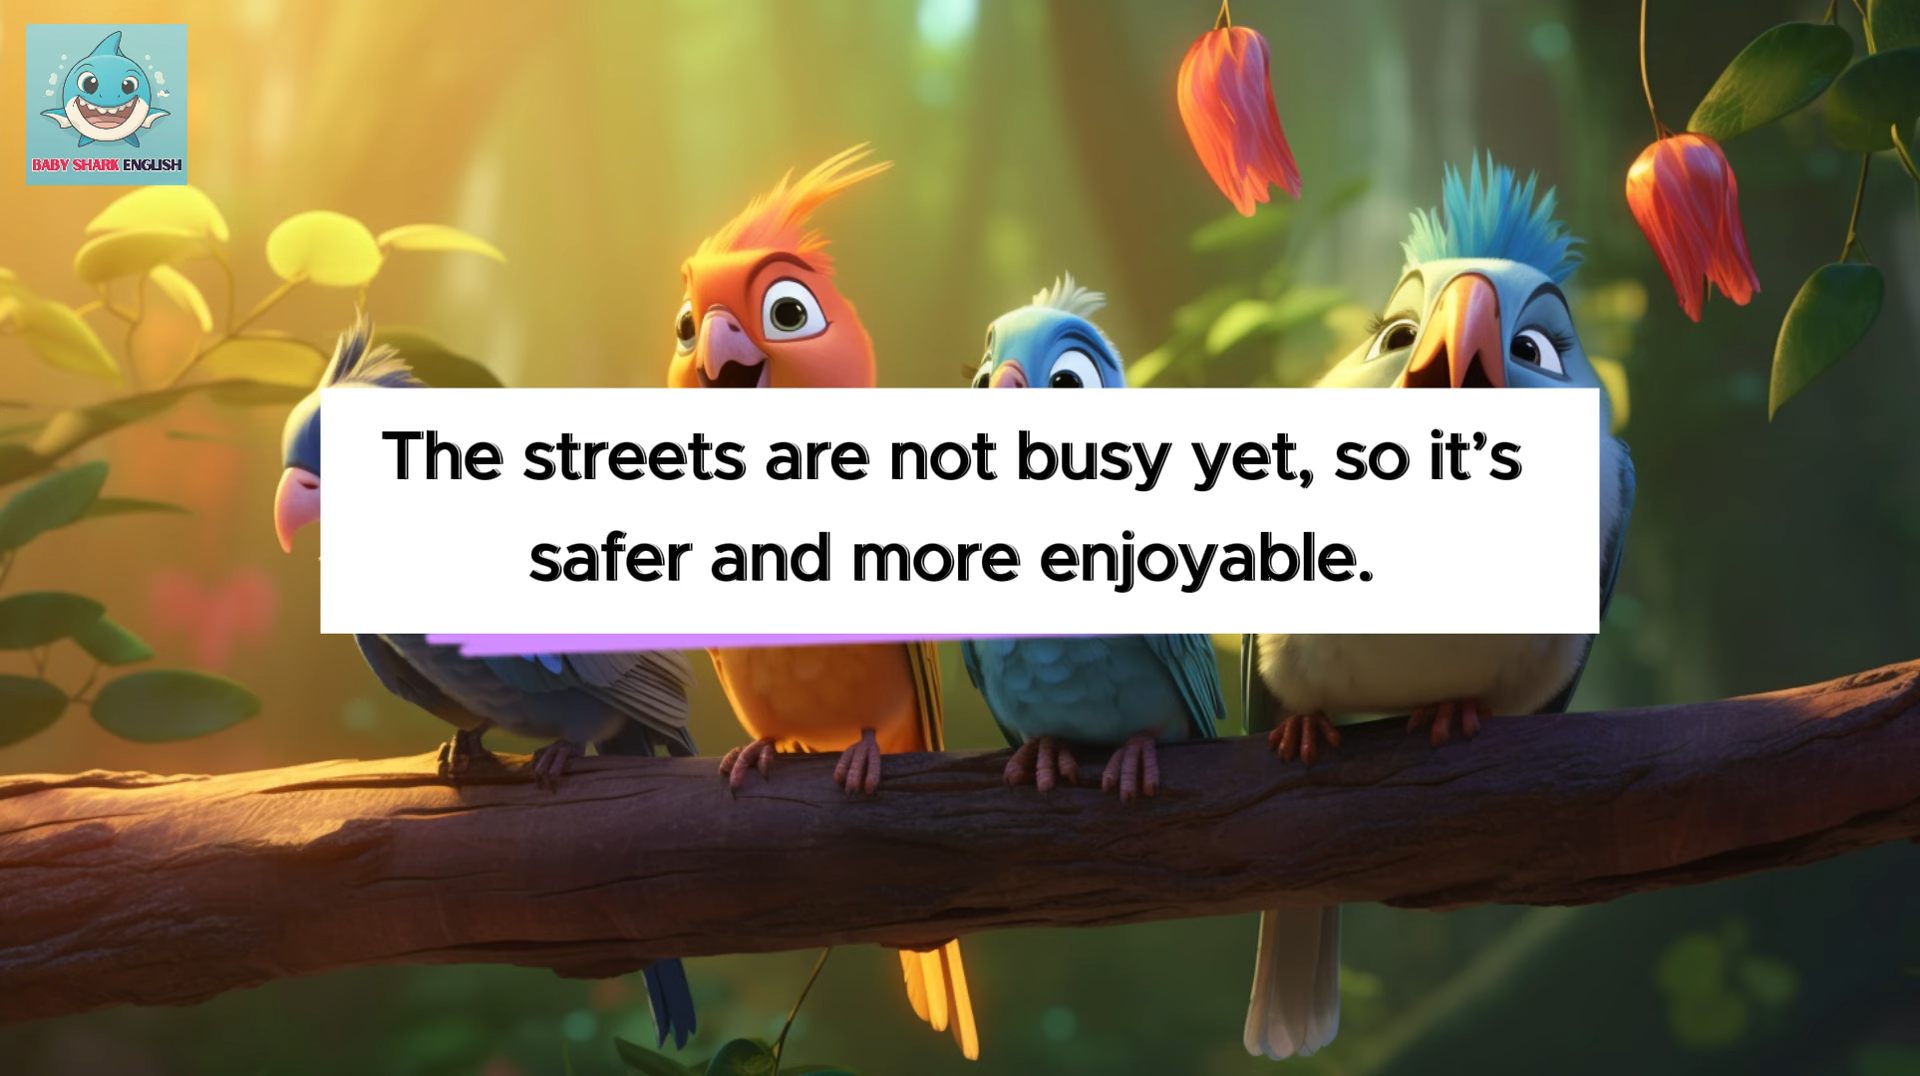 BABY SHARK ENGLISH
The streets are not busy yet, so it’s
safer and more enjoyable.